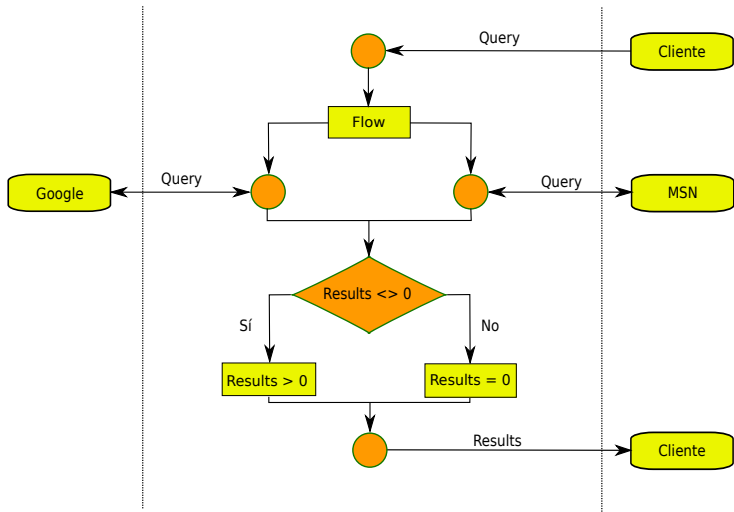 Query
Cliente
Flow
Google
Query
Query
MSN
Results <> 0
Sí
No
Results > 0
Results = 0
Results
Cliente